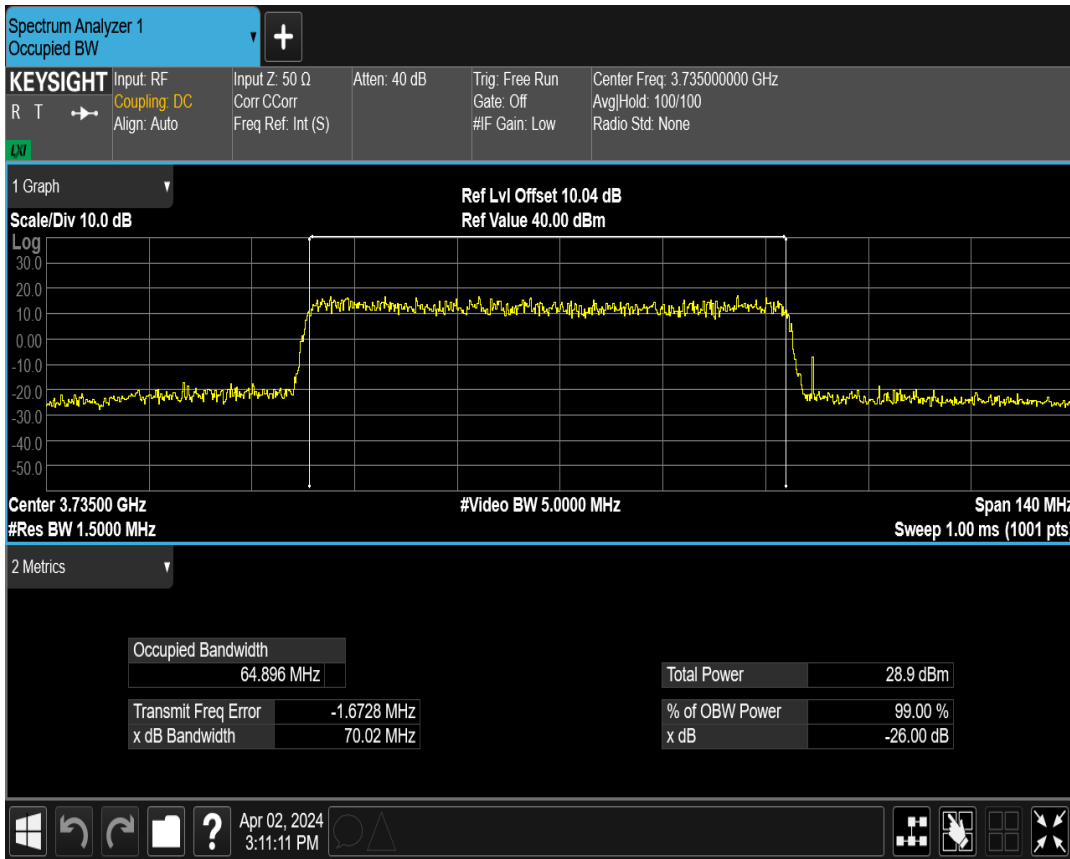 Spectrum Analyzer 1
Occupied BW
KEYSIGHT
R T
LXI
Input: RF
Coupling: DC
Align: Auto
Input Z: 50 Ω
Corr CCorr
Freq Ref: Int (S)
Atten: 40 dB
Trig: Free Run
Gate: Off
#IF Gain: Low
Center Freq: 3.735000000 GHz
Avg|Hold: 100/100
Radio Std: None
1 Graph
Scale/Div 10.0 dB
Ref Lvl Offset 10.04 dB
Ref Value 40.00 dBm
Log
30.0
20.0
10.0
0.00
-10.0
-20.0
-30.0
-40.0
-50.0
Center 3.73500 GHz
#Video BW 5.0000 MHz
Span 140 MHz
#Res BW 1.5000 MHz
Sweep 1.00 ms (1001 pts)
2 Metrics
Occupied Bandwidth
64.896 MHz
Total Power 28.9 dBm
Transmit Freq Error -1.6728 MHz
% of OBW Power 99.00 %
x dB Bandwidth 70.02 MHz
x dB -26.00 dB
?
Apr 02, 2024
3:11:11 PM